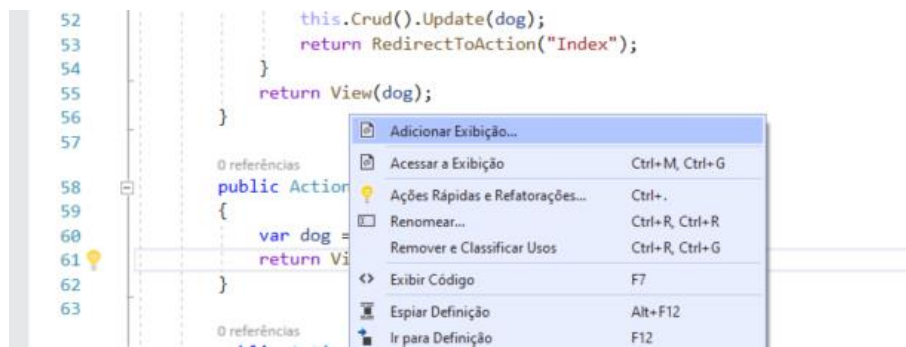 52 this.Crud().Update(dog);
53 return RedirectToAction("Index");
54 }
55 return View(dog);
56 }
57
Adicionar Exibição...
0 referências
Acessar a Exibição Ctrl+M, Ctrl+G
58 public Action
Ações Rápidas e Refatorações... Ctrl+.
59 {
Renomear... Ctrl+R, Ctrl+R
60 var dog =
Remover e Classificar Usos Ctrl+R, Ctrl+G
61 return Vi
Exibir Código F7
62 }
63
Espiar Definição Alt+F12
0 referências
Ir para Definição F12